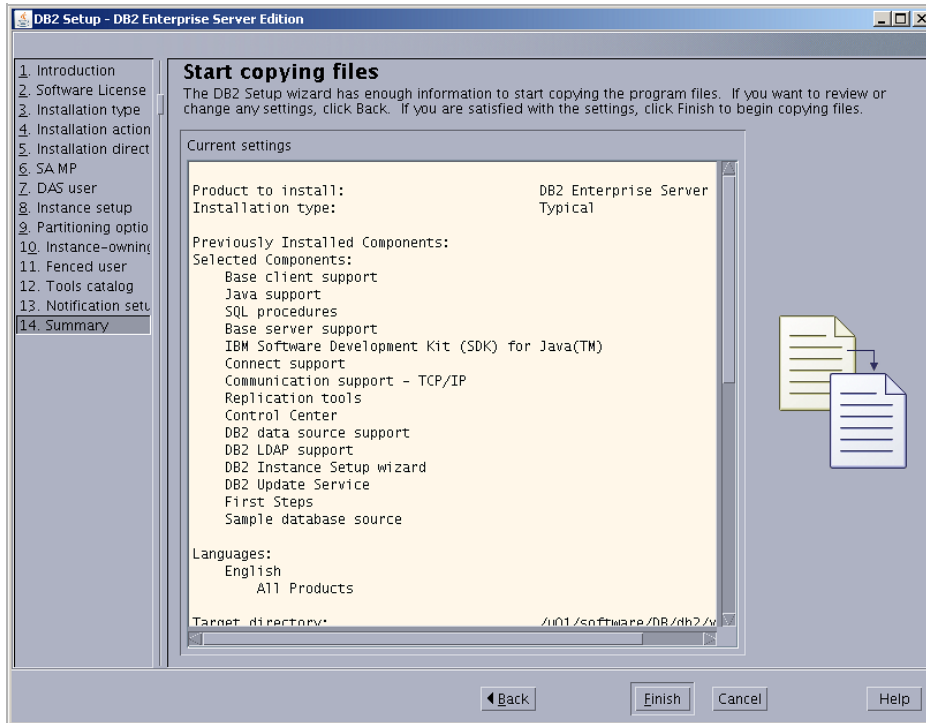 DB2 Setup - DB2 Enterprise Server Edition
1. Introduction
2. Software License
3. Installation type
4. Installation action
5. Installation direct
6. SA MP
7. DAS user
8. Instance setup
9. Partitioning optio
10. Instance-owning
11. Fenced user
12. Tools catalog
13. Notification setu
14. Summary
Start copying files
The DB2 Setup wizard has enough information to start copying the program files. If you want to review or
change any settings, click Back. If you are satisfied with the settings, click Finish to begin copying files.
Current settings
Product to install: DB2 Enterprise Server
Installation type: Typical
Previously Installed Components:
Selected Components:
Base client support
Java support
SQL procedures
Base server support
IBM Software Development Kit (SDK) for Java(TM)
Connect support
Communication support - TCP/IP
Replication tools
Control Center
DB2 data source support
DB2 LDAP support
DB2 Instance Setup wizard
DB2 Update Service
First Steps
Sample database source
Languages:
English
All Products
Target directory: /u01/software/DB/db2/v
Back
Finish
Cancel
Help